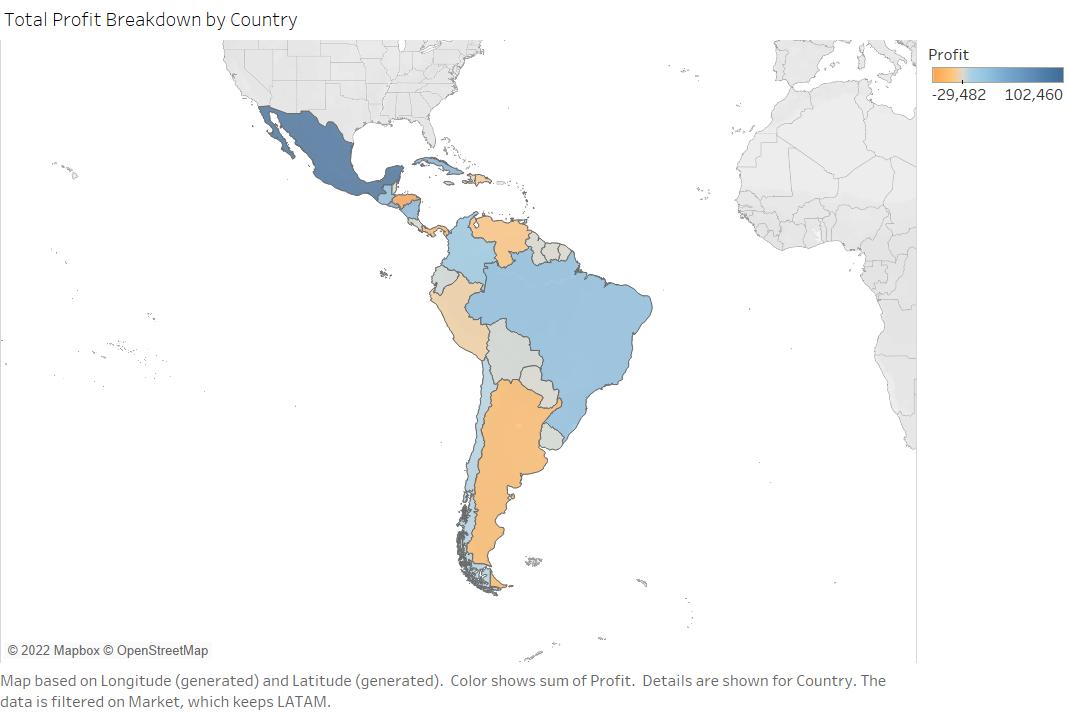 Total Profit Breakdown by Country
Profit
-29,482 102,460
© 2022 Mapbox © OpenStreetMap
Map based on Longitude (generated) and Latitude (generated).  Color shows sum of Profit.  Details are shown for Country. The
data is filtered on Market, which keeps LATAM.